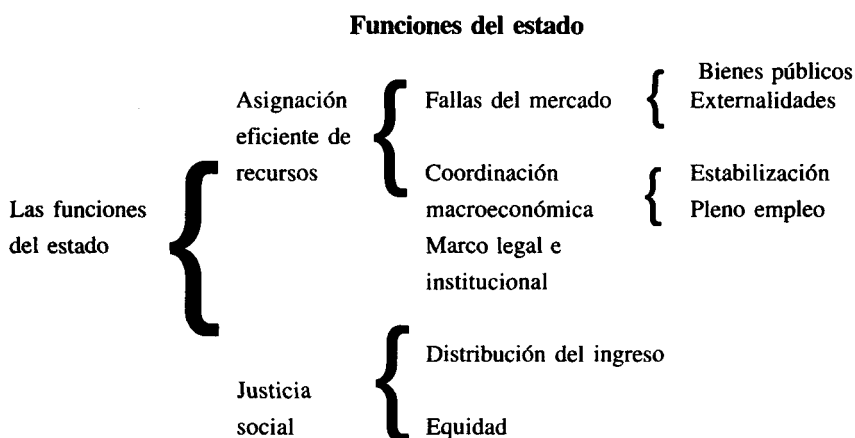 Funciones del estado
Bienes públicos
Asignación
eficiente de
recursos
Fallas del mercado
Externalidades
Las funciones
del estado
Coordinación
macroeconómica
Marco legal e
institucional
Estabilización
Pleno empleo
Justicia
social
Distribución del ingreso
Equidad